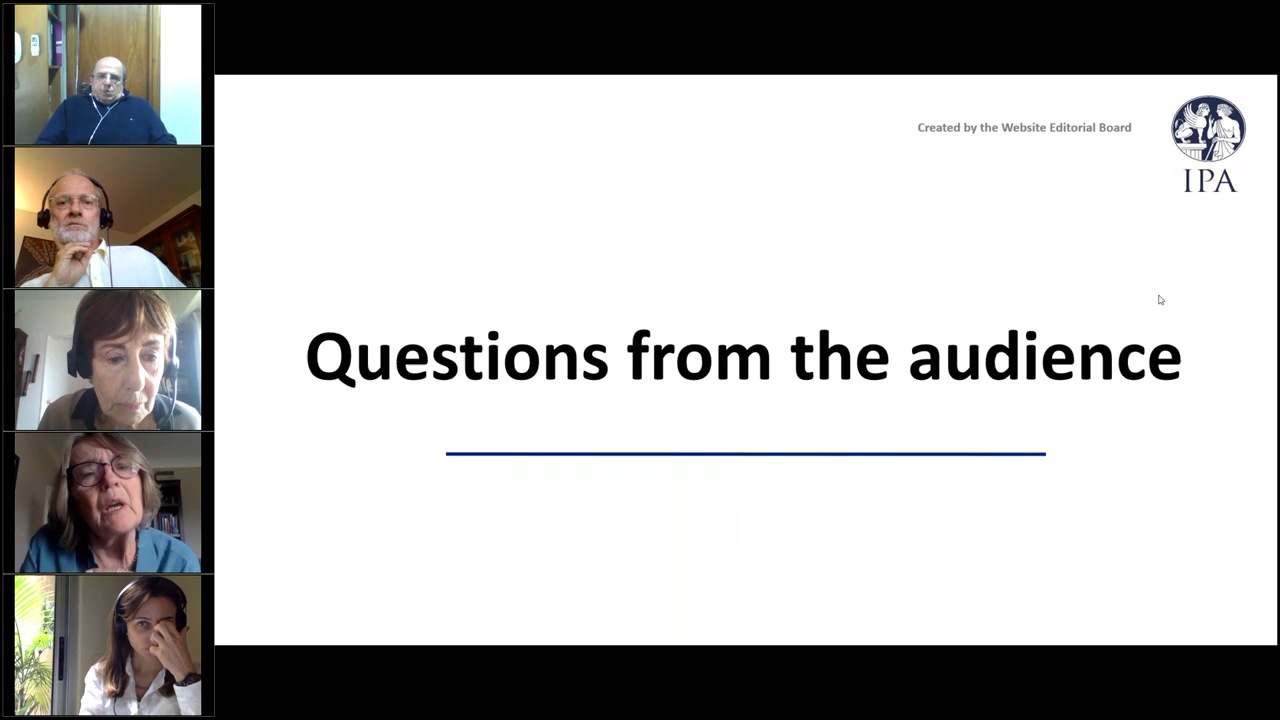 Created by the Website Editorial Board
IPA
Questions from the audience